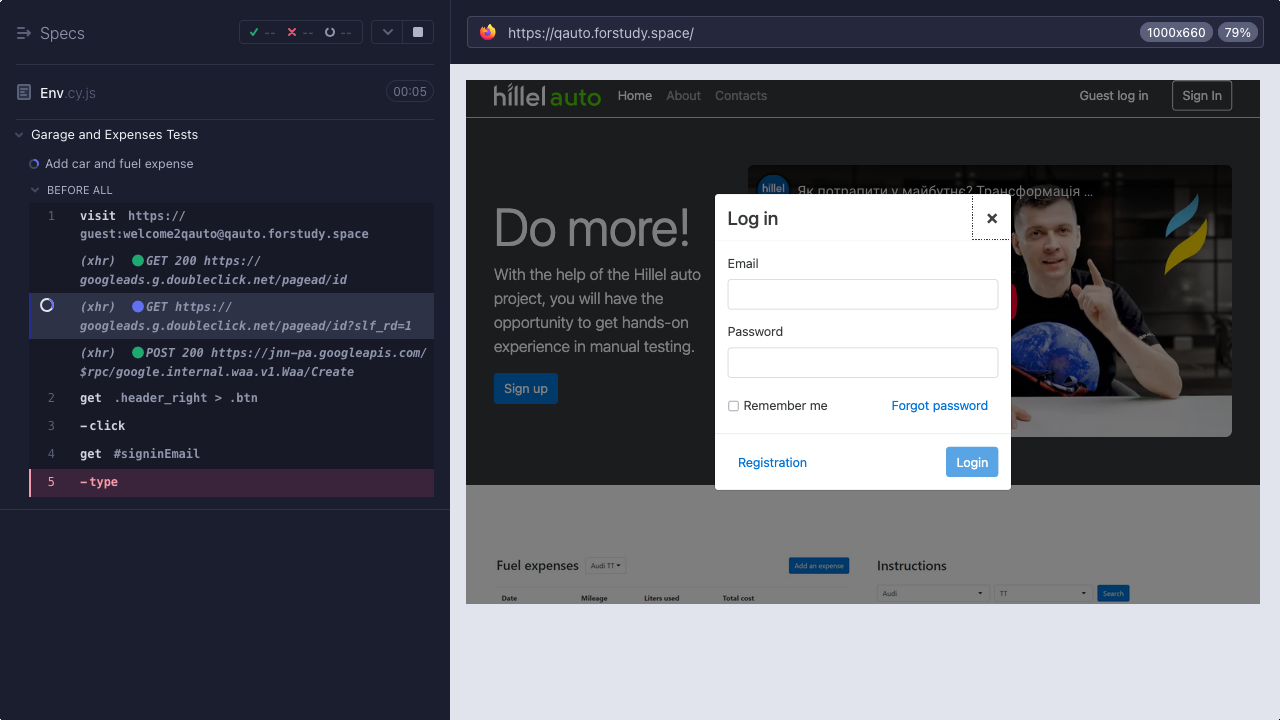 Specs
-- -- --
Env.cy.js
00:05
Garage and Expenses Tests
Add car and fuel expense
BEFORE ALL
1 visit https://
guest:welcome2qauto@qauto.forstudy.space
(xhr) GET 200 https://
googleads.g.doubleclick.net/pagead/id
(xhr) GET https://
googleads.g.doubleclick.net/pagead/id?slf_rd=1
(xhr) POST 200 https://jnn-pa.googleapis.com/
$rpc/google.internal.waa.v1.Waa/Create
2 get .header_right > .btn
3 -click
4 get #signinEmail
5 -type
https://qauto.forstudy.space/
1000x660
79%
hillel auto
Home About Contacts
Guest log in
Sign In
hillel
Як потрапити у майбутнє? Трансформація ...
Do more!
With the help of the Hillel auto
project, you will have the
opportunity to get hands-on
experience in manual testing.
Sign up
Log in
×
Email
Password
Remember me
Forgot password
Registration
Login
Fuel expenses
Audi TT
Add an expense
Date Mileage Liters used Total cost
Instructions
Audi
TT
Search